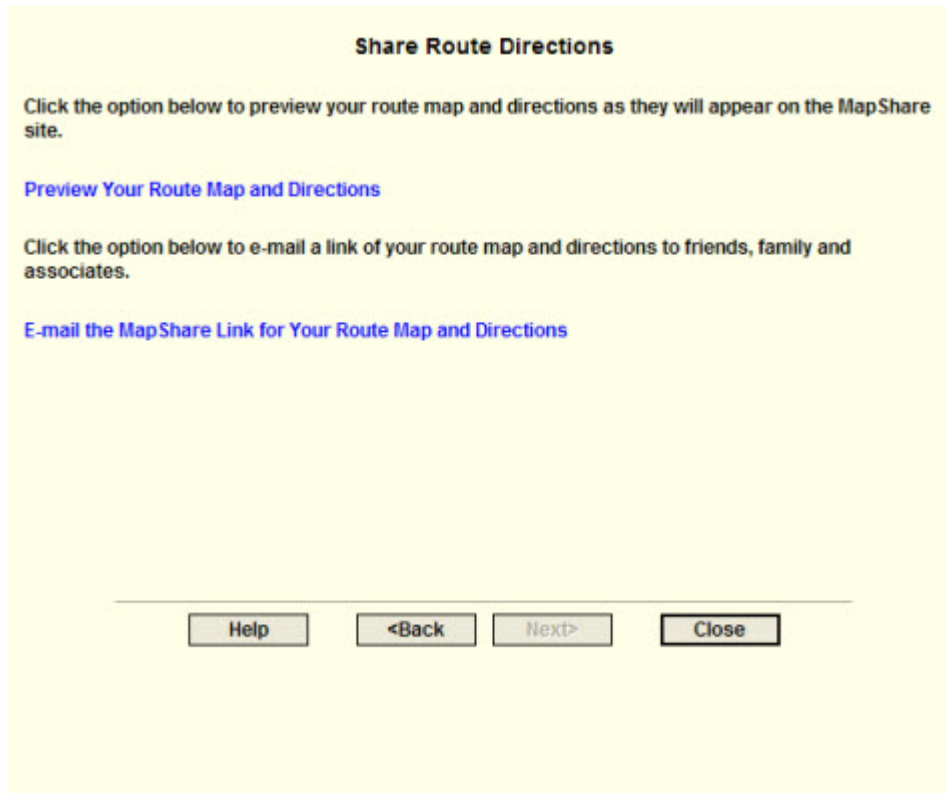 Share Route Directions
Click the option below to preview your route map and directions as they will appear on the MapShare
site.
Preview Your Route Map and Directions
Click the option below to e-mail a link of your route map and directions to friends, family and
associates.
E-mail the MapShare Link for Your Route Map and Directions
Help <Back Next> Close